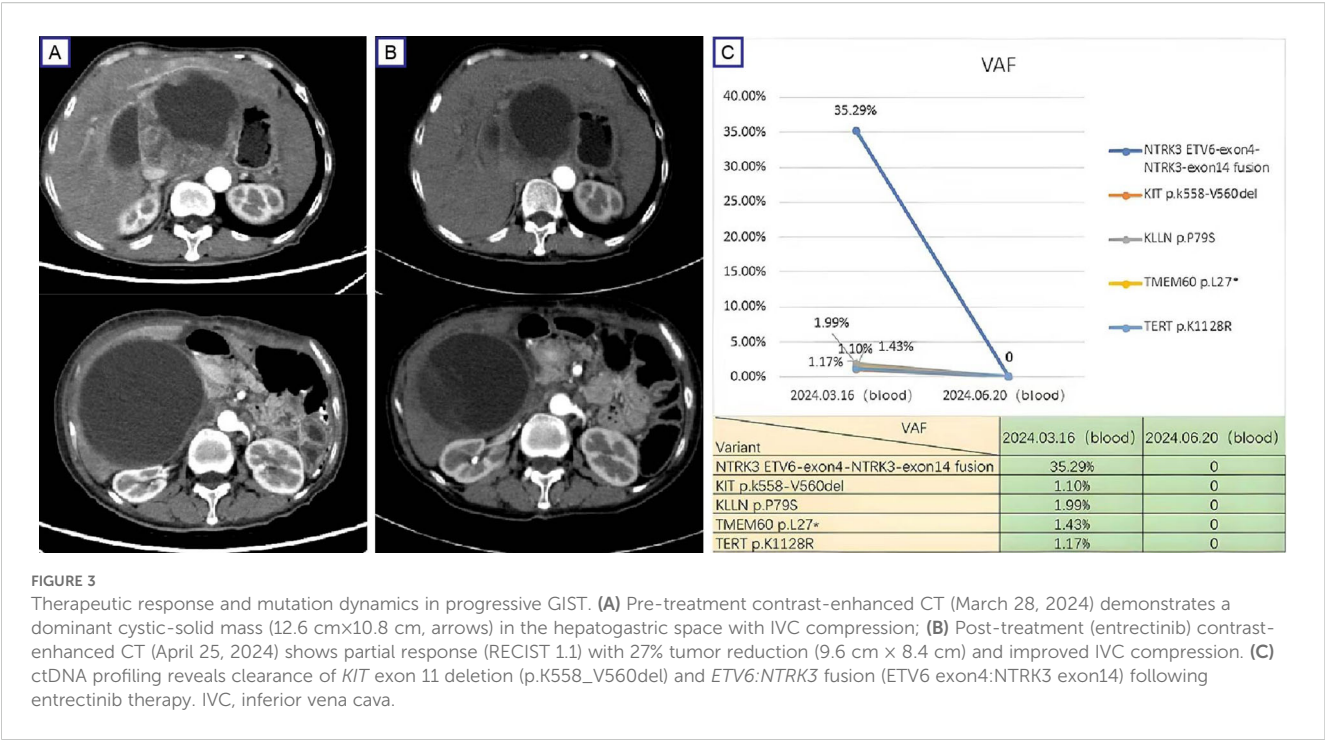 A
B
C
VAF
40.00%
35.00%
30.00%
25.00%
20.00%
15.00%
10.00%
5.00%
0.00%
35.29%
1.99%
1.10%
1.43%
1.17%
0
2024.03.16（blood）
2024.06.20（blood）
NTRK3 ETV6-exon4-
NTRK3-exon14 fusion
KIT p.k558-V560del
KLLN p.P79S
TMEM60 p.L27*
TERT p.K1128R
Variant VAF 2024.03.16（blood） 2024.06.20（blood）
NTRK3 ETV6-exon4-NTRK3-exon14 fusion 35.29% 0
KIT p.k558-V560del 1.10% 0
KLLN p.P79S 1.99% 0
TMEM60 p.L27* 1.43% 0
TERT p.K1128R 1.17% 0
FIGURE 3
Therapeutic response and mutation dynamics in progressive GIST. (A) Pre-treatment contrast-enhanced CT (March 28, 2024) demonstrates a
dominant cystic-solid mass (12.6 cm×10.8 cm, arrows) in the hepatogastric space with IVC compression; (B) Post-treatment (entrectinib) contrast-
enhanced CT (April 25, 2024) shows partial response (RECIST 1.1) with 27% tumor reduction (9.6 cm × 8.4 cm) and improved IVC compression. (C)
ctDNA profiling reveals clearance of KIT exon 11 deletion (p.K558_V560del) and ETV6:NTRK3 fusion (ETV6 exon4:NTRK3 exon14) following
entrectinib therapy. IVC, inferior vena cava.